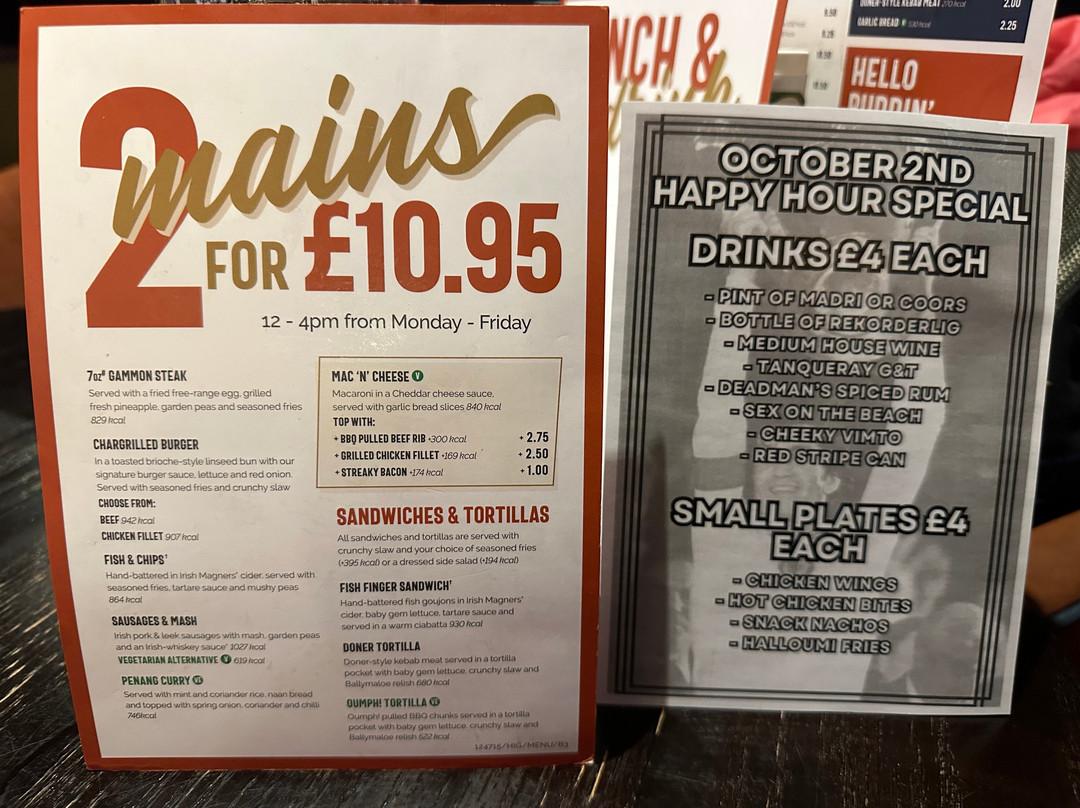 2 mains
FOR £10.95
12 - 4pm from Monday - Friday
7oz# GAMMON STEAK
Served with a fried free-range egg, grilled
fresh pineapple, garden peas and seasoned fries
829 kcal
CHARGRILLED BURGER
In a toasted brioche-style linseed bun with our
signature burger sauce, lettuce and red onion.
Served with seasoned fries and crunchy slaw
CHOOSE FROM:
BEEF 942 kcal
CHICKEN FILLET 907 kcal
FISH & CHIPS†
Hand-battered in Irish Magners' cider, served with
seasoned fries, tartare sauce and mushy peas
864 kcal
SAUSAGES & MASH
Irish pork & leek sausages with mash, garden peas
and an Irish-whiskey sauce* 1027 kcal
VEGETARIAN ALTERNATIVE V 619 kcal
PENANG CURRY VE
Served with mint and coriander rice, naan bread
and topped with spring onion, coriander and chilli
746kcal
MAC 'N' CHEESE V
Macaroni in a Cheddar cheese sauce,
served with garlic bread slices 840 kcal
TOP WITH:
+ BBQ PULLED BEEF RIB +300 kcal + 2.75
+ GRILLED CHICKEN FILLET +169 kcal + 2.50
+ STREAKY BACON +174 kcal + 1.00
SANDWICHES & TORTILLAS
All sandwiches and tortillas are served with
crunchy slaw and your choice of seasoned fries
(+395 kcal) or a dressed side salad (+194 kcal)
FISH FINGER SANDWICH†
Hand-battered fish goujons in Irish Magners'
cider, baby gem lettuce, tartare sauce and
served in a warm ciabatta 930 kcal
DONER TORTILLA
Doner-style kebab meat served in a tortilla
pocket with baby gem lettuce, crunchy slaw and
Ballymaloe relish 680 kcal
OUMPH! TORTILLA VE
Oumph! pulled BBQ chunks served in a tortilla
pocket with baby gem lettuce, crunchy slaw and
Ballymaloe relish 622 kcal
124715/HIG/MENU/B3
NCH &
DONER-STYLE KEBAB MEAT 270 kcal 2.00
GARLIC BREAD V 530 kcal 2.25
HELLO
PUDDIN'
OCTOBER 2ND
HAPPY HOUR SPECIAL
DRINKS £4 EACH
- PINT OF MADRI OR COORS
- BOTTLE OF REKORDERLIG
- MEDIUM HOUSE WINE
- TANQUERAY G&T
- DEADMAN'S SPICED RUM
- SEX ON THE BEACH
- CHEEKY VIMTO
- RED STRIPE CAN
SMALL PLATES £4
EACH
- CHICKEN WINGS
- HOT CHICKEN BITES
- SNACK NACHOS
- HALLOUMI FRIES